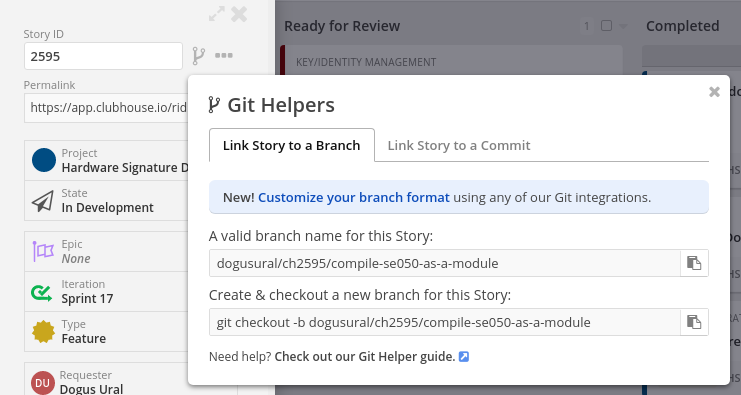 Story ID
2595
Permalink
https://app.clubhouse.io/rid
Project
Hardware Signature D
State
In Development
Epic
None
Iteration
Sprint 17
Type
Feature
Requester
DU
Dogus Ural
Ready for Review
1
Completed
KEY/IDENTITY MANAGEMENT
Git Helpers
Link Story to a Branch
Link Story to a Commit
New! Customize your branch format using any of our Git integrations.
A valid branch name for this Story:
dogusural/ch2595/compile-se050-as-a-module
Create & checkout a new branch for this Story:
git checkout -b dogusural/ch2595/compile-se050-as-a-module
Need help? Check out our Git Helper guide.